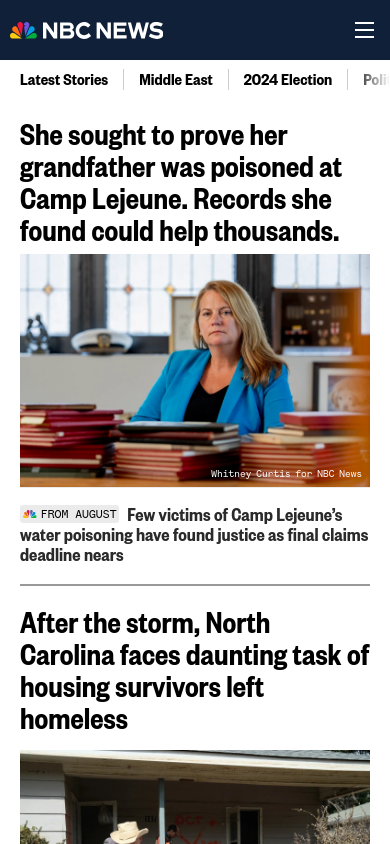 NBC NEWS
Latest Stories
Middle East
2024 Election
She sought to prove her
grandfather was poisoned at
Camp Lejeune. Records she
found could help thousands.
Whitney Curtis for NBC News
FROM AUGUST Few victims of Camp Lejeune’s
water poisoning have found justice as final claims
deadline nears
After the storm, North
Carolina faces daunting task of
housing survivors left
homeless